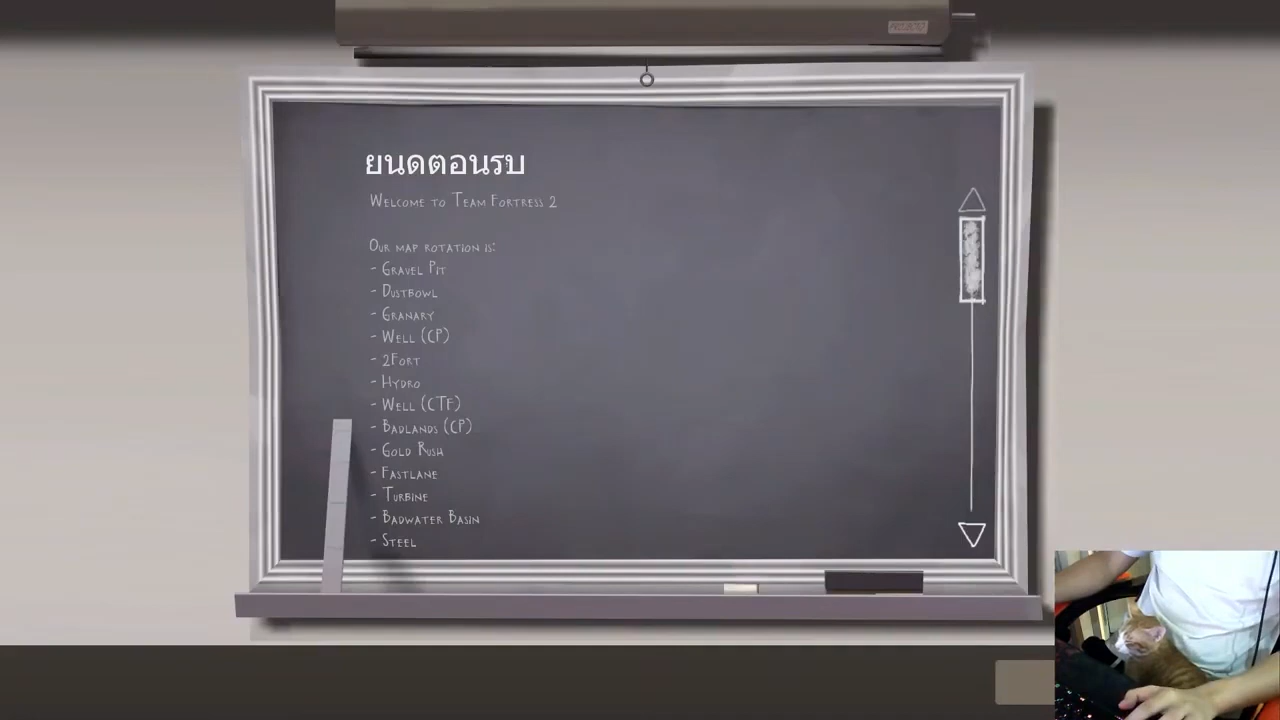 ยนดตอนรบ
Welcome to Team Fortress 2
Our map rotation is:
- Gravel Pit
- Dustbowl
- Granary
- Well (CP)
- 2Fort
- Hydro
- Well (CTF)
- Badlands (CP)
- Gold Rush
- Fastlane
- Turbine
- Badwater Basin
- Steel